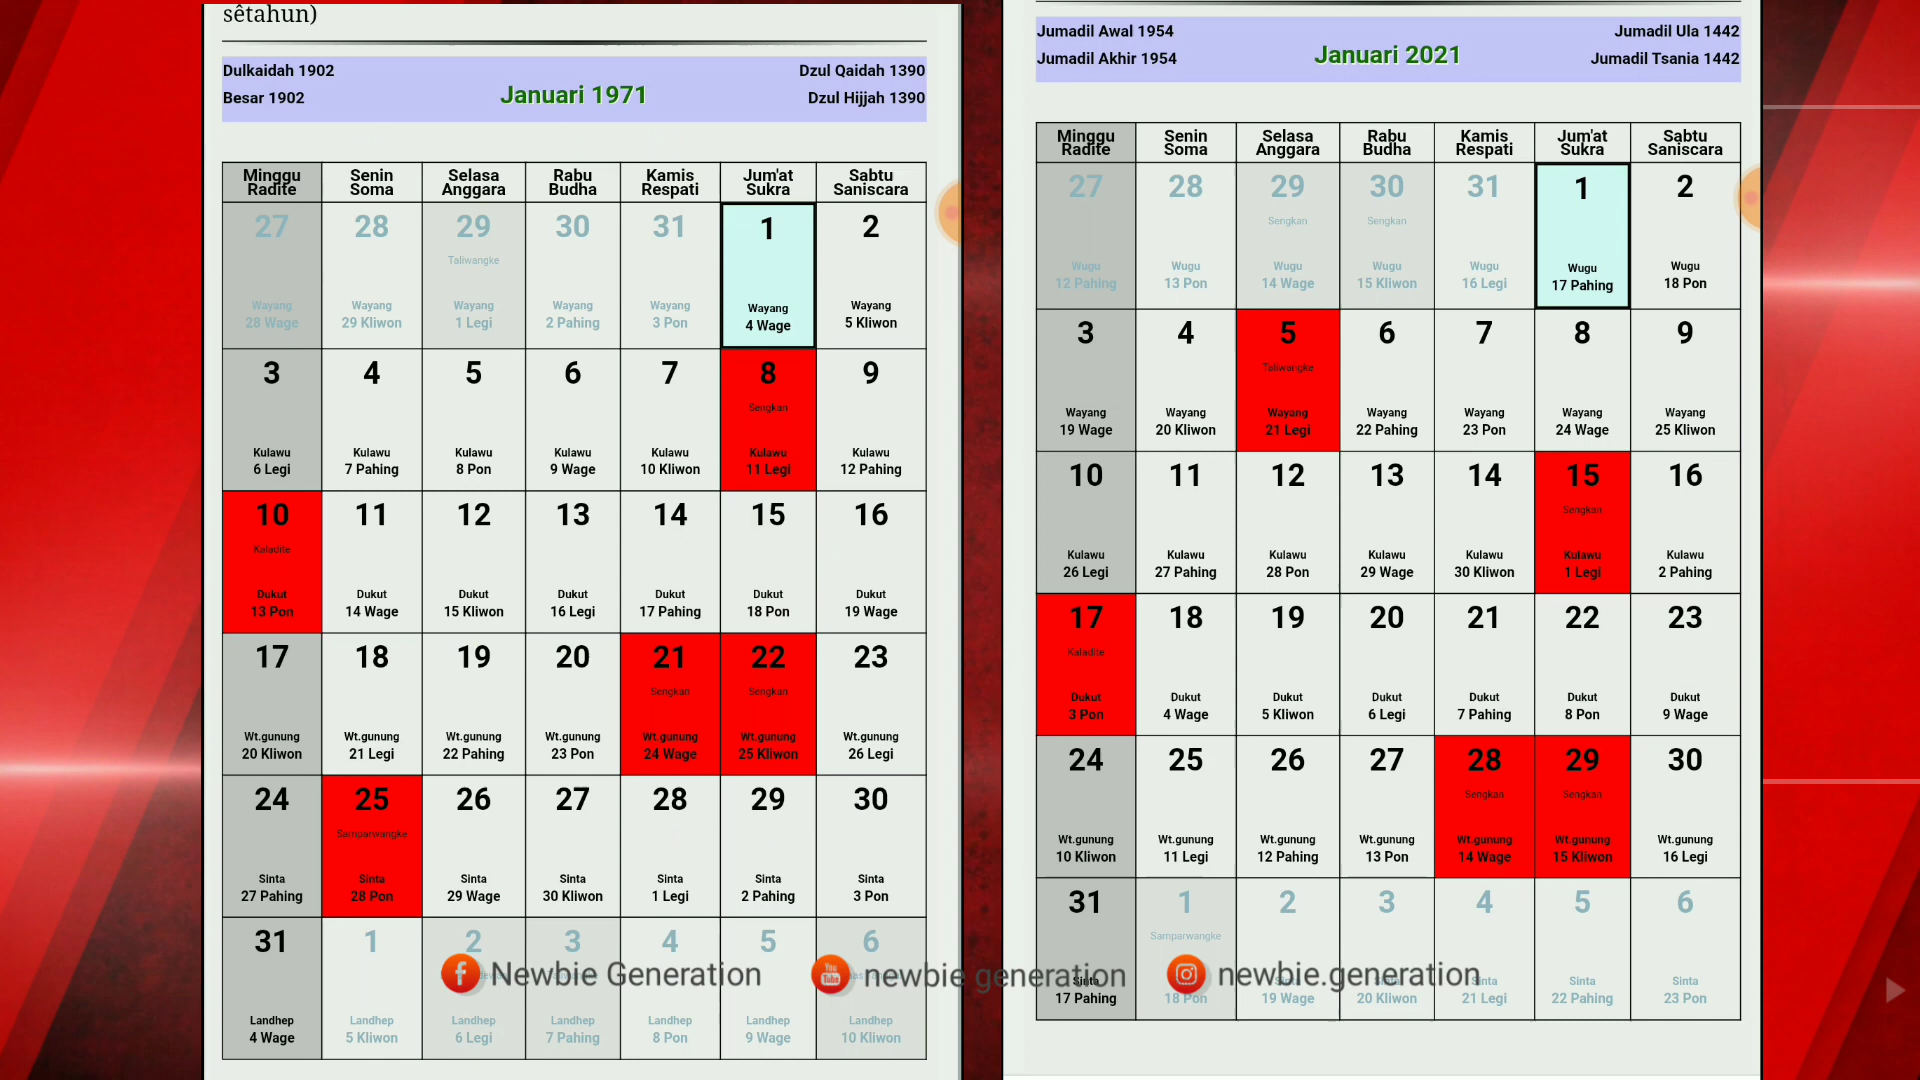 sêtahun)
Dulkaidah 1902
Besar 1902
Januari 1971
Dzul Qaidah 1390
Dzul Hijjah 1390
Minggu Senin Selasa Rabu Kamis Jum'at Sabtu
Radite Soma Anggara Budha Respati Sukra Saniscara
27 28 29 30 31 1 2
Taliwangke
Wayang Wayang Wayang Wayang Wayang Wayang Wayang
28 Wage 29 Kliwon 1 Legi 2 Pahing 3 Pon 4 Wage 5 Kliwon
3 4 5 6 7 8 9
Sengkan
Kulawu Kulawu Kulawu Kulawu Kulawu Kulawu Kulawu
6 Legi 7 Pahing 8 Pon 9 Wage 10 Kliwon 11 Legi 12 Pahing
10 11 12 13 14 15 16
Kaladite
Dukut Dukut Dukut Dukut Dukut Dukut Dukut
13 Pon 14 Wage 15 Kliwon 16 Legi 17 Pahing 18 Pon 19 Wage
17 18 19 20 21 22 23
Sengkan Sengkan
Wt.gunung Wt.gunung Wt.gunung Wt.gunung Wt.gunung Wt.gunung Wt.gunung
20 Kliwon 21 Legi 22 Pahing 23 Pon 24 Wage 25 Kliwon 26 Legi
24 25 26 27 28 29 30
Samparwangke
Sinta Sinta Sinta Sinta Sinta Sinta Sinta
27 Pahing 28 Pon 29 Wage 30 Kliwon 1 Legi 2 Pahing 3 Pon
31 1 2 3 4 5 6
Landhep Landhep Landhep Landhep Landhep Landhep Landhep
4 Wage 5 Kliwon 6 Legi 7 Pahing 8 Pon 9 Wage 10 Kliwon
Jumadil Awal 1954
Jumadil Akhir 1954
Januari 2021
Jumadil Ula 1442
Jumadil Tsania 1442
Minggu Senin Selasa Rabu Kamis Jum'at Sabtu
Radite Soma Anggara Budha Respati Sukra Saniscara
27 28 29 30 31 1 2
Sengkan Sengkan
Wugu Wugu Wugu Wugu Wugu Wugu Wugu
12 Pahing 13 Pon 14 Wage 15 Kliwon 16 Legi 17 Pahing 18 Pon
3 4 5 6 7 8 9
Taliwangke
Wayang Wayang Wayang Wayang Wayang Wayang Wayang
19 Wage 20 Kliwon 21 Legi 22 Pahing 23 Pon 24 Wage 25 Kliwon
10 11 12 13 14 15 16
Sengkan
Kulawu Kulawu Kulawu Kulawu Kulawu Kulawu Kulawu
26 Legi 27 Pahing 28 Pon 29 Wage 30 Kliwon 1 Legi 2 Pahing
17 18 19 20 21 22 23
Kaladite
Dukut Dukut Dukut Dukut Dukut Dukut Dukut
3 Pon 4 Wage 5 Kliwon 6 Legi 7 Pahing 8 Pon 9 Wage
24 25 26 27 28 29 30
Sengkan Sengkan
Wt.gunung Wt.gunung Wt.gunung Wt.gunung Wt.gunung Wt.gunung Wt.gunung
10 Kliwon 11 Legi 12 Pahing 13 Pon 14 Wage 15 Kliwon 16 Legi
31 1 2 3 4 5 6
Samparwangke
Sinta Sinta Sinta Sinta Sinta Sinta
17 Pahing 18 Pon 19 Wage 20 Kliwon 21 Legi 22 Pahing 23 Pon
Newbie Generation
You Tube newbie generation
newbie.generation